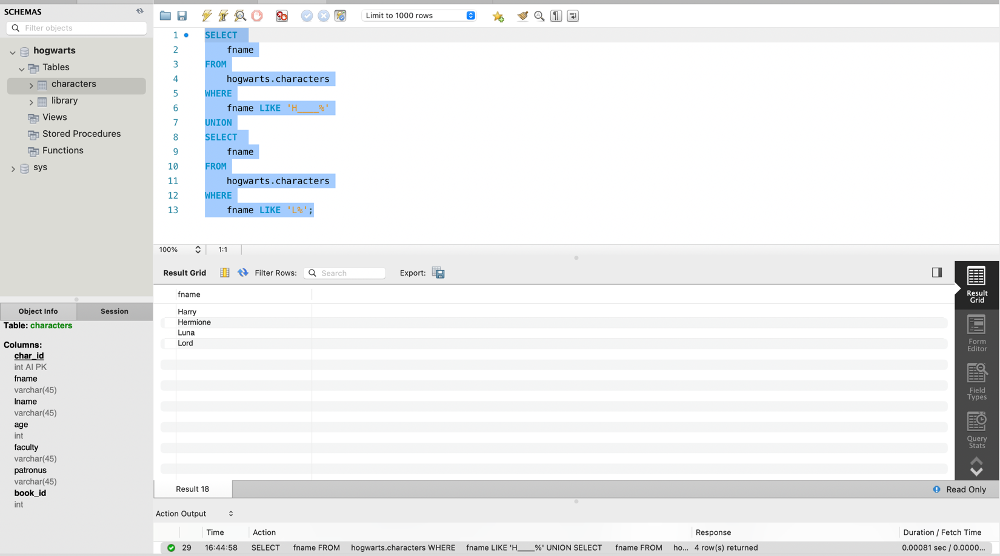 SCHEMAS
Filter objects
hogwarts
Tables
characters
library
Views
Stored Procedures
Functions
sys
Object Info
Session
Table: characters
Columns:
char_id
int AI PK
fname
varchar(45)
lname
varchar(45)
age
int
faculty
varchar(45)
patronus
varchar(45)
book_id
int
Limit to 1000 rows
1 SELECT
2 fname
3 FROM
4 hogwarts.characters
5 WHERE
6 fname LIKE 'H____%'
7 UNION
8 SELECT
9 fname
10 FROM
11 hogwarts.characters
12 WHERE
13 fname LIKE 'L%';
100% 1:1
Result Grid Filter Rows: Search Export:
fname
Harry
Hermione
Luna
Lord
Result
Grid
Form
Editor
Field
Types
Query
Stats
Result 18
Read Only
Action Output
Time Action Response Duration / Fetch Time
29 16:44:58 SELECT fname FROM hogwarts.characters WHERE fname LIKE 'H____%' UNION SELECT fname FROM ho... 4 row(s) returned 0.00081 sec / 0.0000...